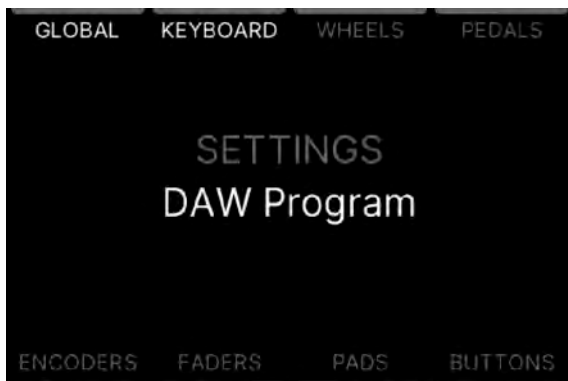 GLOBAL KEYBOARD WHEELS PEDALS
SETTINGS
DAW Program
ENCODERS FADERS PADS BUTTONS